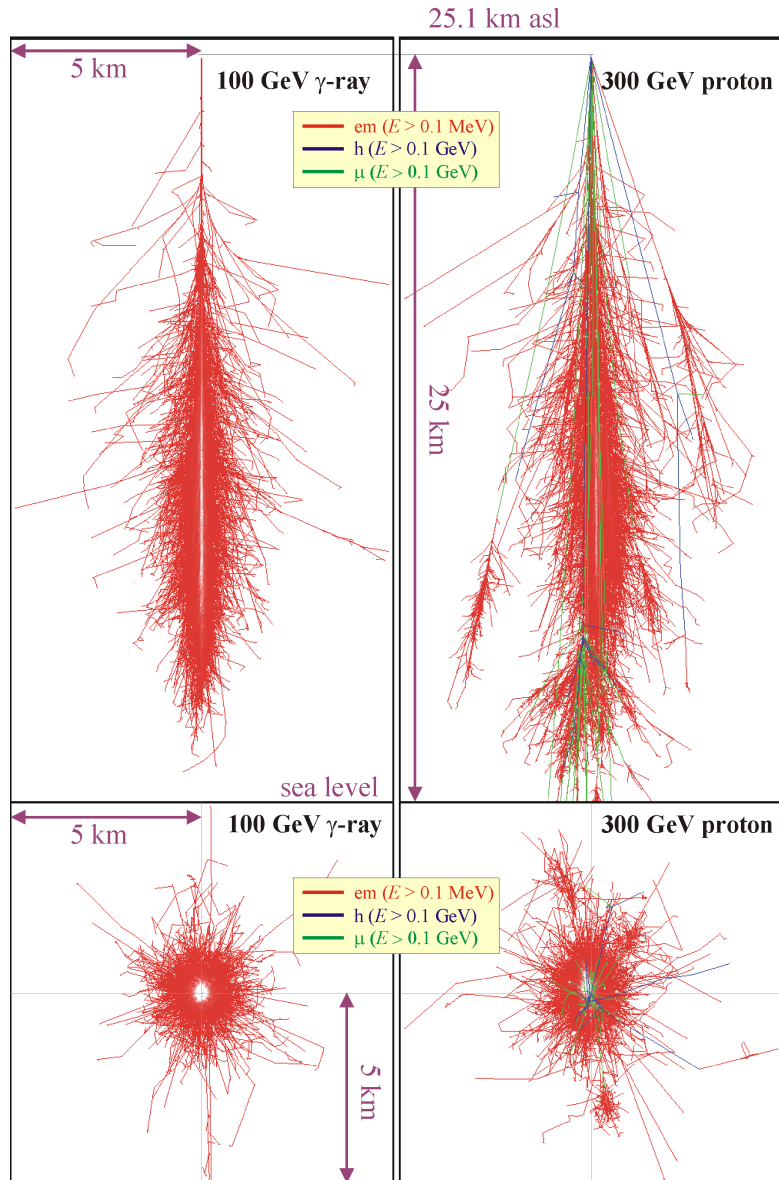 25.1 km asl
5 km
100 GeV γ-ray
300 GeV proton
em (E > 0.1 MeV)
h (E > 0.1 GeV)
μ (E > 0.1 GeV)
25 km
sea level
5 km
100 GeV γ-ray
300 GeV proton
em (E > 0.1 MeV)
h (E > 0.1 GeV)
μ (E > 0.1 GeV)
5 km